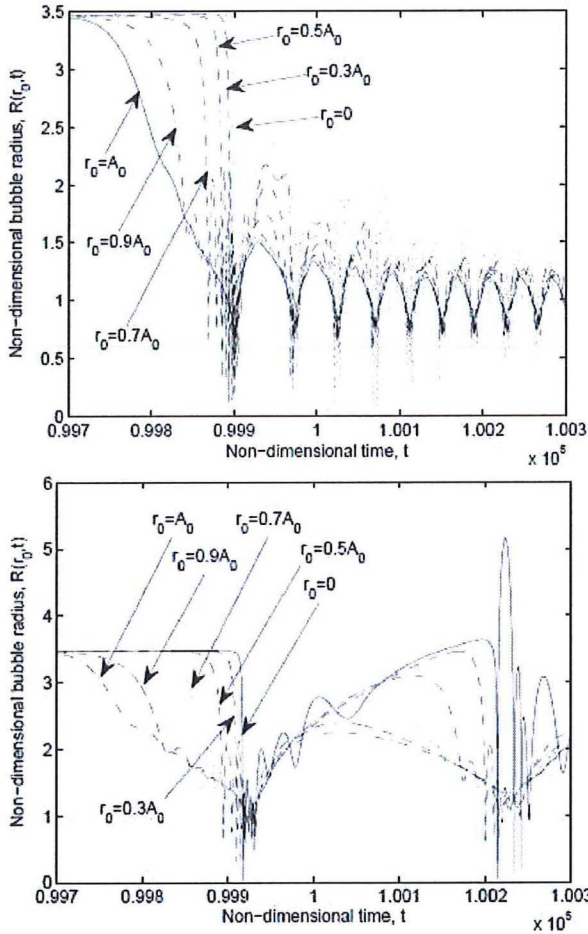 3.5
3
2.5
2
1.5
1
0.5
0
Non-dimensional bubble radius, R(r₀,t)
r₀=0.5A₀
r₀=0.3A₀
r₀=0
r₀=A₀
r₀=0.9A₀
r₀=0.7A₀
0.997 0.998 0.999 1 1.001 1.002 1.003
Non-dimensional time, t
x 10⁵
6
5
4
3
2
1
0
Non-dimensional bubble radius, R(r₀,t)
r₀=A₀
r₀=0.7A₀
r₀=0.9A₀
r₀=0.5A₀
r₀=0
r₀=0.3A₀
0.997 0.998 0.999 1 1.001 1.002 1.003
Non-dimensional time, t
x 10⁵